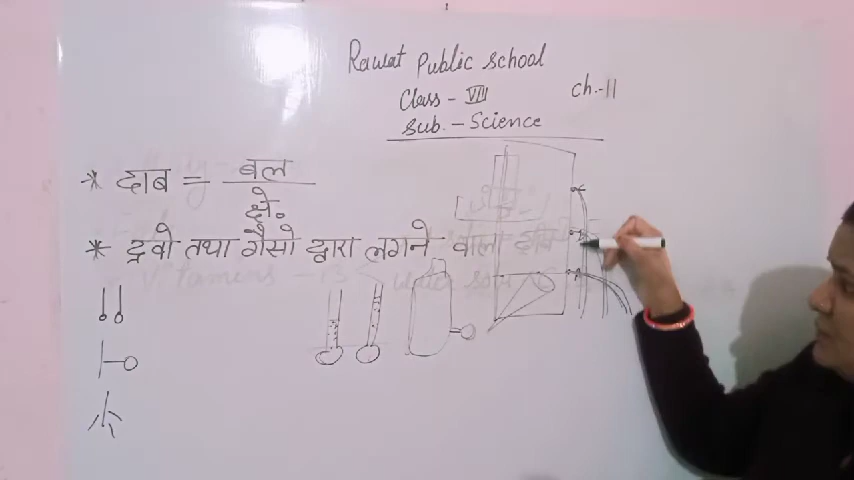 Rawat Public School
Class - VIII ch.-11
Sub. - Science
* दाब = बल
क्षे०
* द्रवो तथा गैसो द्वारा लगने वाला दाब